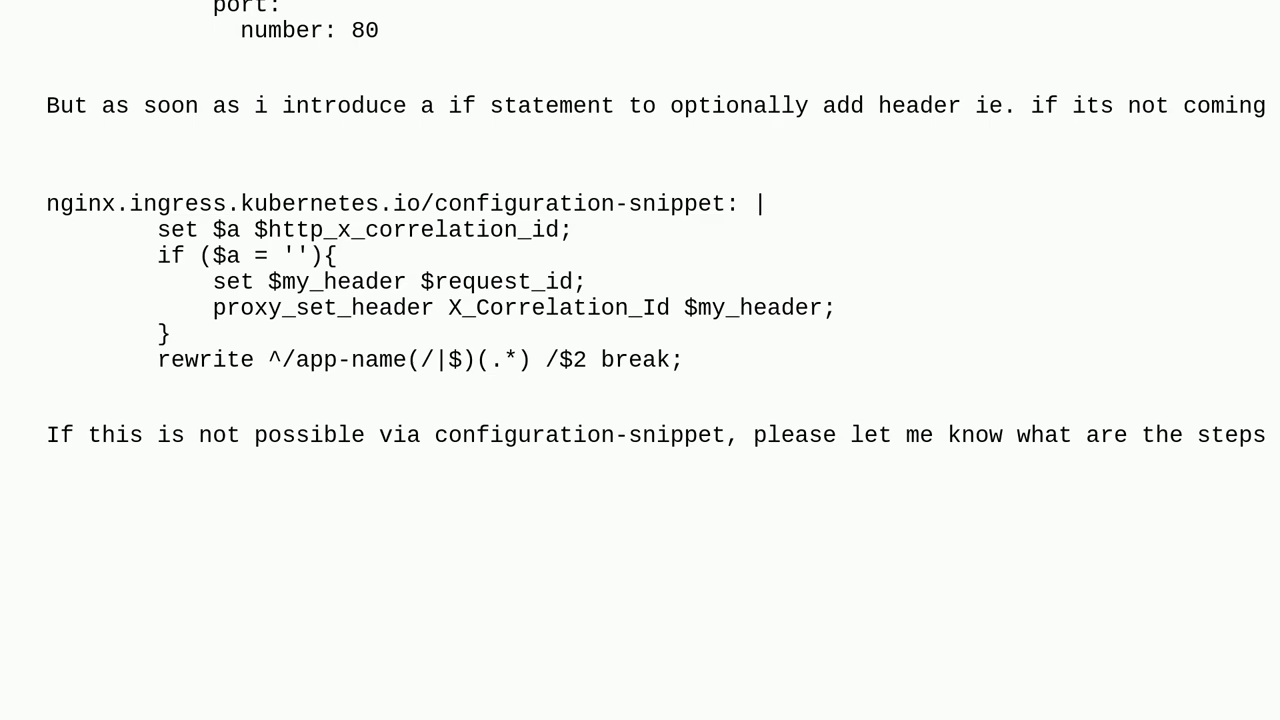 port:
number: 80
But as soon as i introduce a if statement to optionally add header ie. if its not coming
nginx.ingress.kubernetes.io/configuration-snippet: |
set $a $http_x_correlation_id;
if ($a = ''){
set $my_header $request_id;
proxy_set_header X_Correlation_Id $my_header;
}
rewrite ^/app-name(/|$)(.*) /$2 break;
If this is not possible via configuration-snippet, please let me know what are the steps